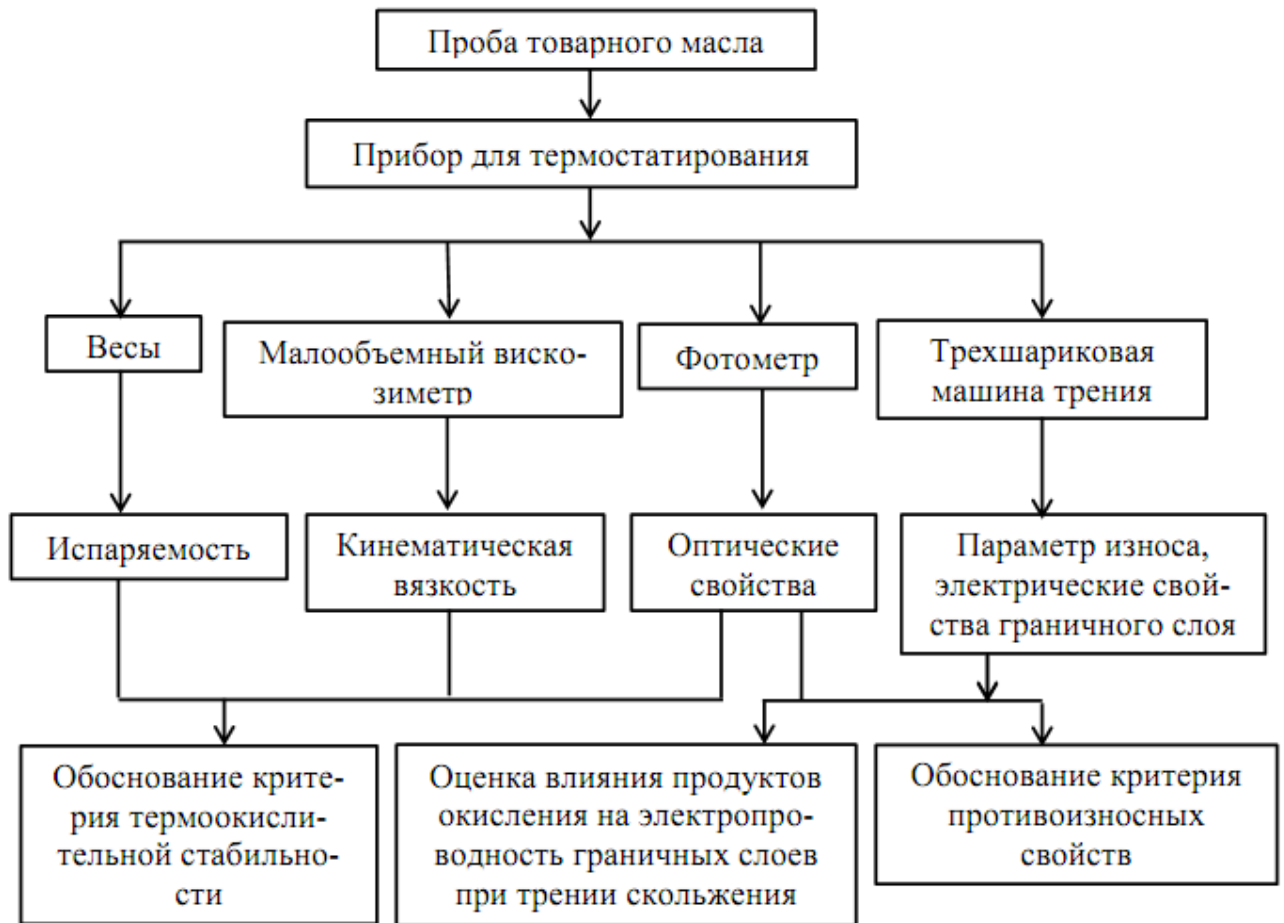 Проба товарного масла
Прибор для термостатирования
Весы
Малообъемный виско-
зиметр
Фотометр
Трехшариковая
машина трения
Испаряемость
Кинематическая
вязкость
Оптические
свойства
Параметр износа,
электрические свой-
ства граничного слоя
Обоснование крите-
рия термоокисли-
тельной стабильно-
сти
Оценка влияния продуктов
окисления на электропро-
водность граничных слоев
при трении скольжения
Обоснование критерия
противоизносных
свойств